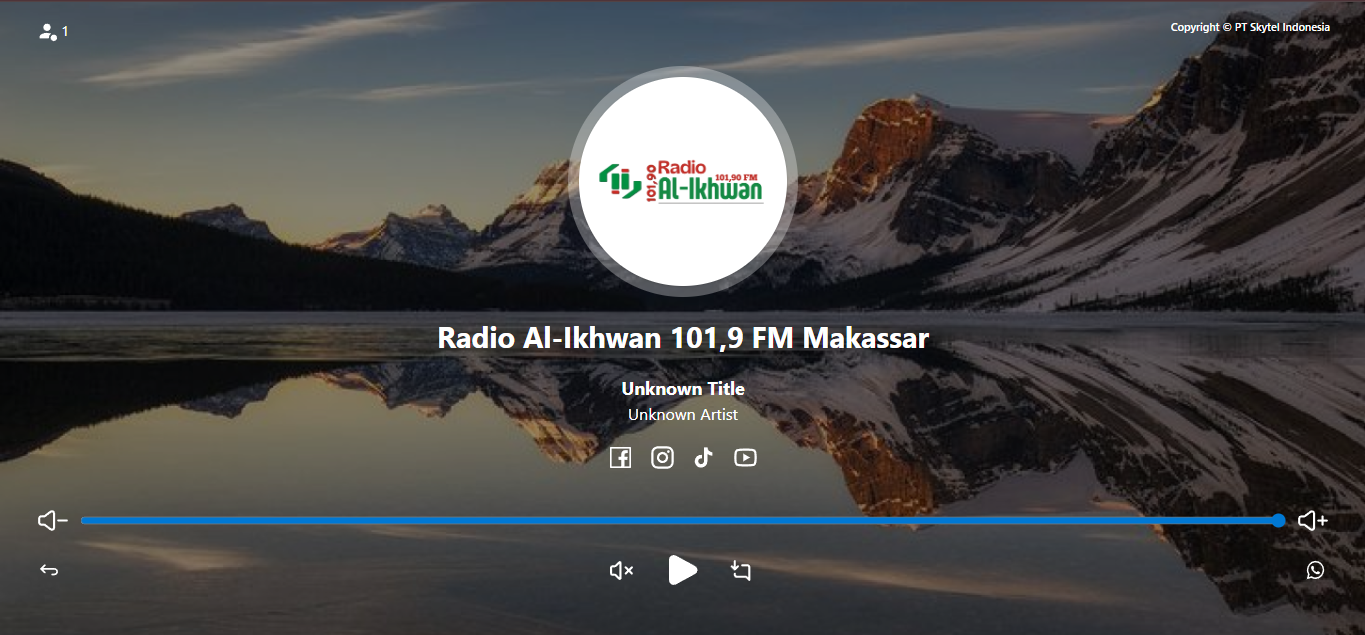 1
Copyright © PT Skytel Indonesia
101,90
Radio
101,90 FM
Al-Ikhwan
Radio Al-Ikhwan 101,9 FM Makassar
Unknown Title
Unknown Artist